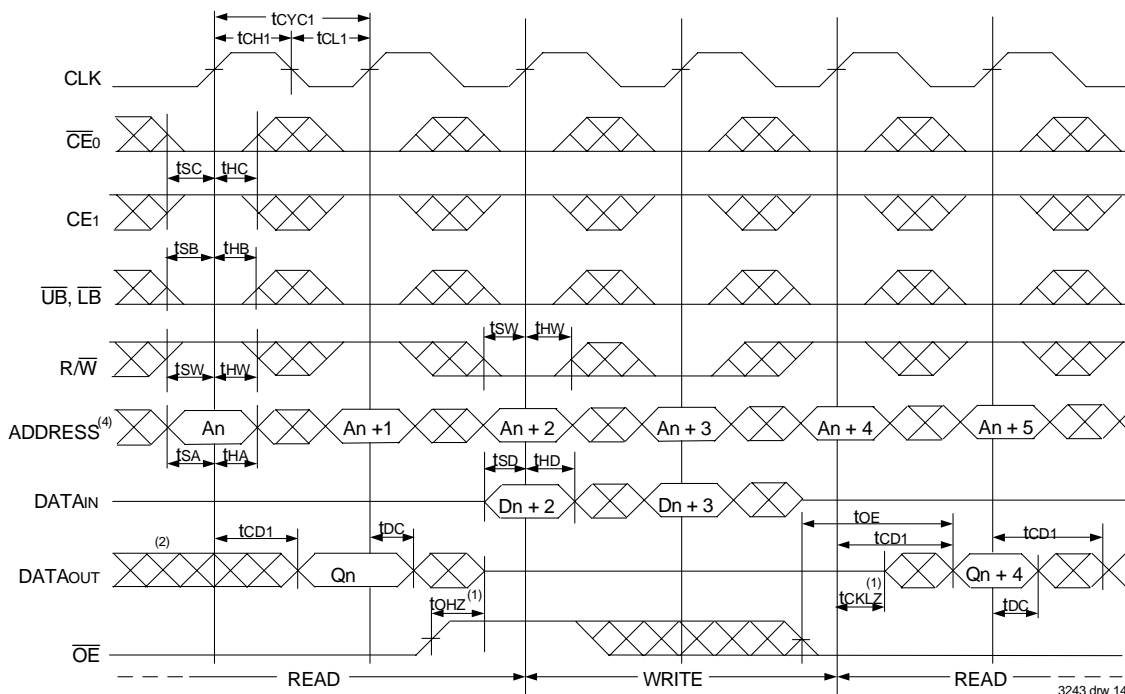 tCYC1
tCH1 tCL1
CLK
CE0
tSC tHC
CE1
tSB tHB
UB, LB
tSW tHW
R/W
tSW tHW
ADDRESS(4) An An +1 An + 2 An + 3 An + 4 An + 5
tSA tHA tSD tHD
DATAIN Dn + 2 Dn + 3
tOE
tCD1 tDC tCD1 tCD1
(2)
DATAOUT Qn Qn + 4
tOHZ(1) tCKLZ(1) tDC
OE
READ WRITE READ
3243 drw 14